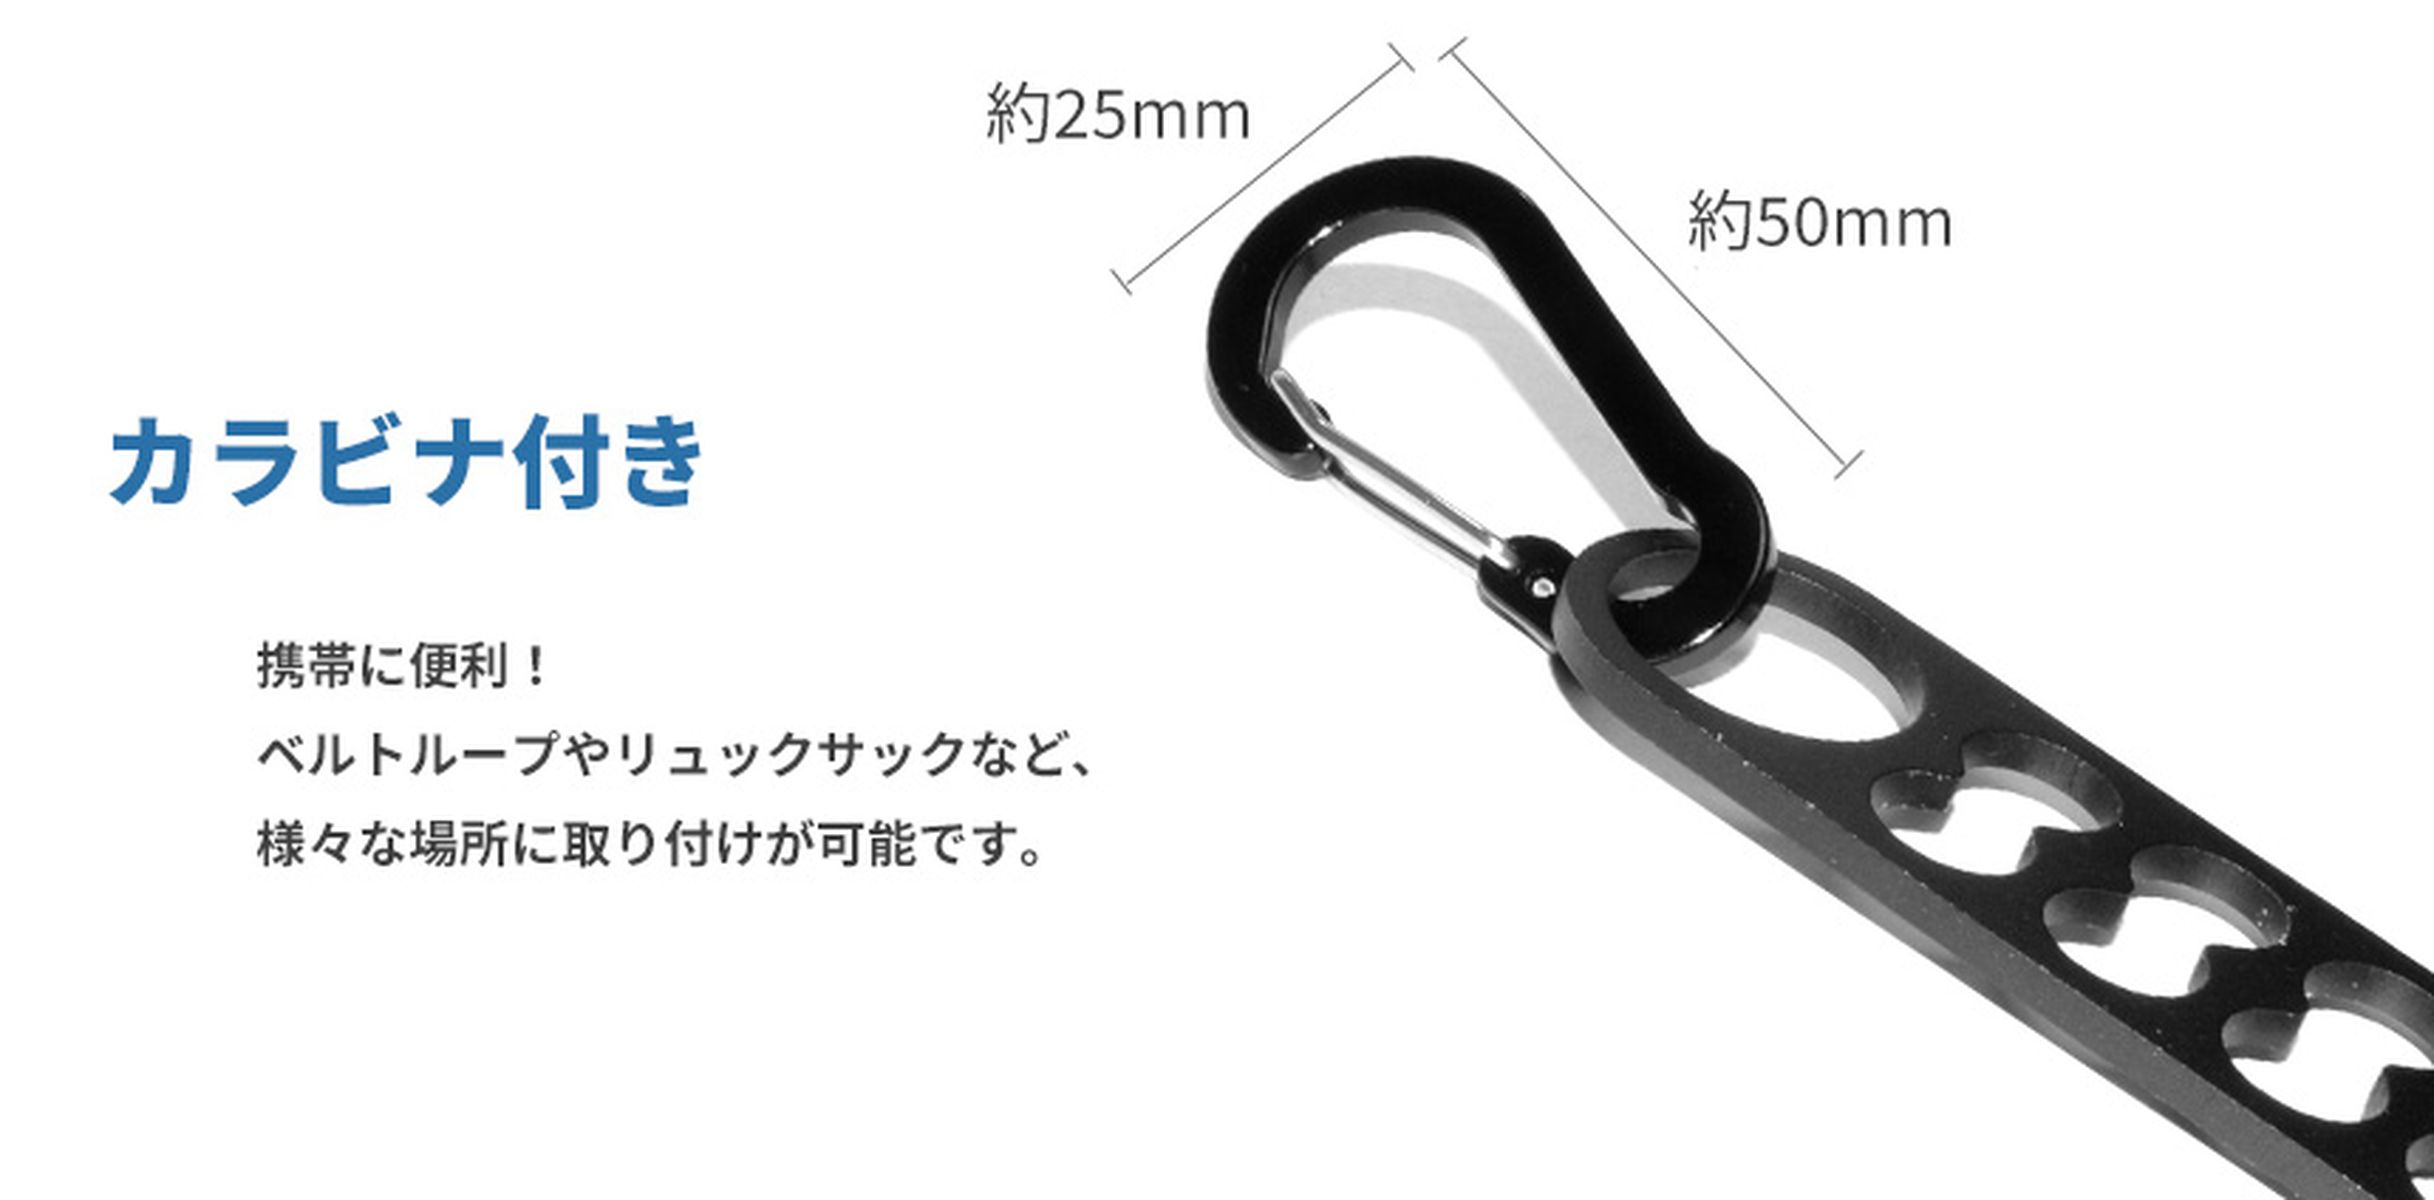 約25mm
約50mm
カラビナ付き
携帯に便利！
ベルトループやリュックサックなど、
様々な場所に取り付けが可能です。